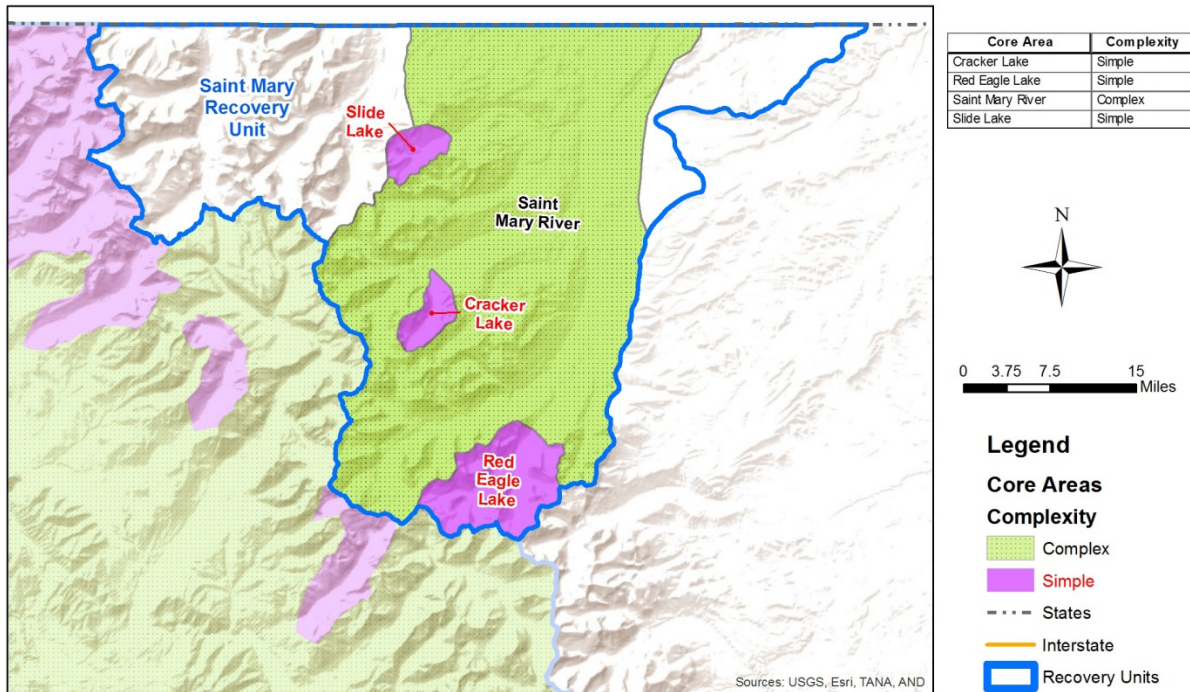 Saint Mary
Recovery
Unit
Slide
Lake
Saint
Mary River
Cracker
Lake
Red
Eagle
Lake
Sources: USGS, Esri, TANA, AND
Core Area Complexity
Cracker Lake Simple
Red Eagle Lake Simple
Saint Mary River Complex
Slide Lake Simple
N
0 3.75 7.5 15
Miles
Legend
Core Areas
Complexity
Complex
Simple
States
Interstate
Recovery Units